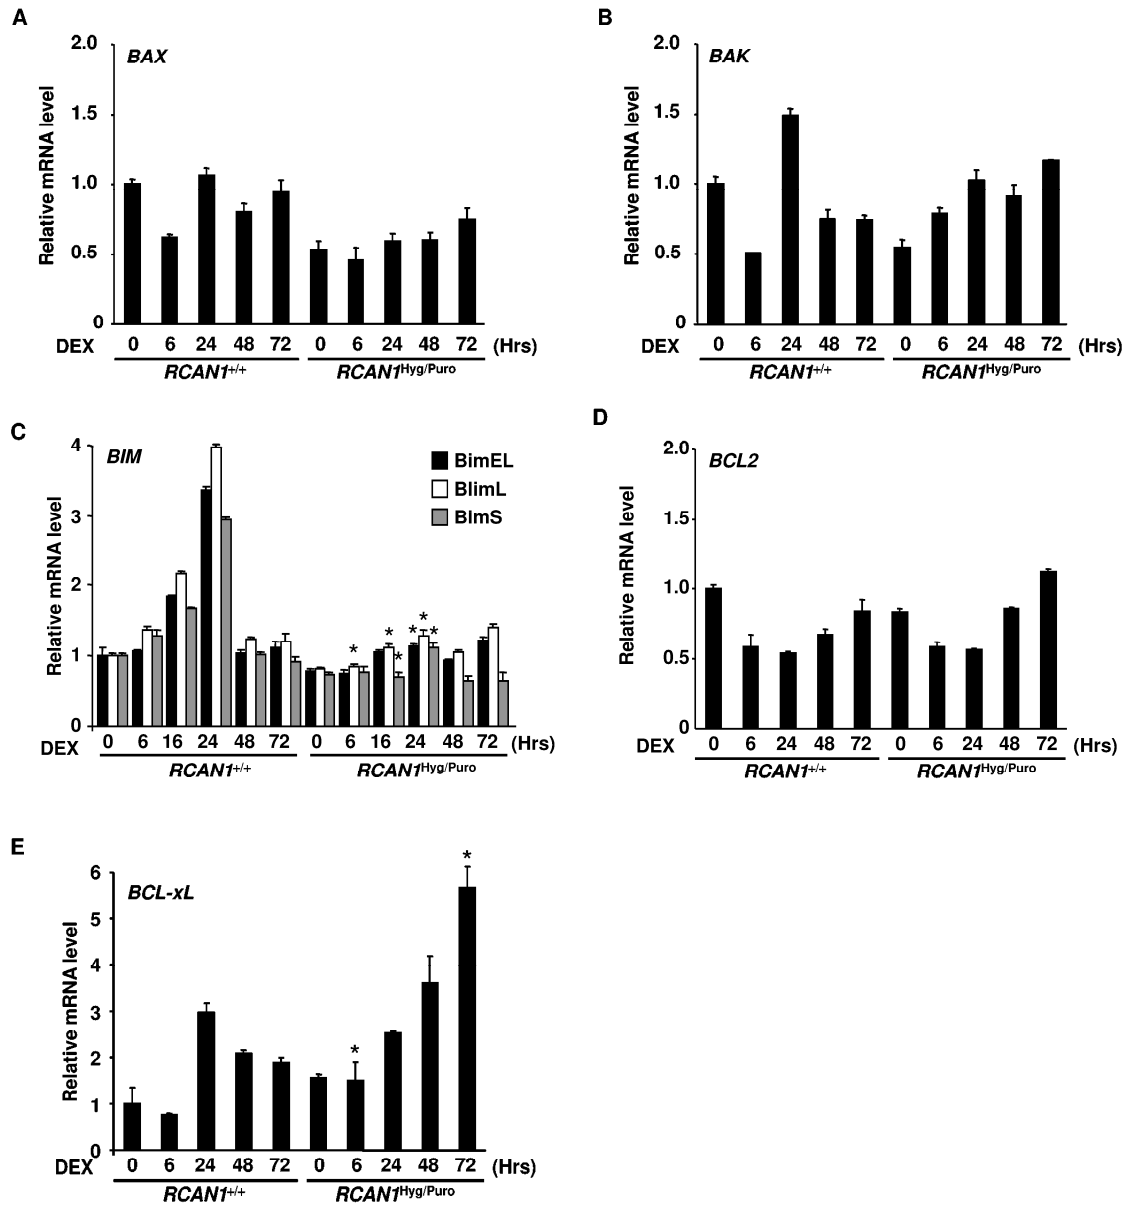 A
BAX
Relative mRNA level
2.0
1.5
1.0
0.5
0
DEX 0 6 24 48 72 0 6 24 48 72 (Hrs)
RCAN1+/+ RCAN1Hyg/Puro
B
BAK
Relative mRNA level
2.0
1.5
1.0
0.5
0
DEX 0 6 24 48 72 0 6 24 48 72 (Hrs)
RCAN1+/+ RCAN1Hyg/Puro
C
BIM
Relative mRNA level
4
3
2
1
0
BimEL
BlimL
BlmS
* * * * * *
DEX 0 6 16 24 48 72 0 6 16 24 48 72 (Hrs)
RCAN1+/+ RCAN1Hyg/Puro
D
BCL2
Relative mRNA level
2.0
1.5
1.0
0.5
0
DEX 0 6 24 48 72 0 6 24 48 72 (Hrs)
RCAN1+/+ RCAN1Hyg/Puro
E
BCL-xL
Relative mRNA level
6
5
4
3
2
1
0
* *
DEX 0 6 24 48 72 0 6 24 48 72 (Hrs)
RCAN1+/+ RCAN1Hyg/Puro